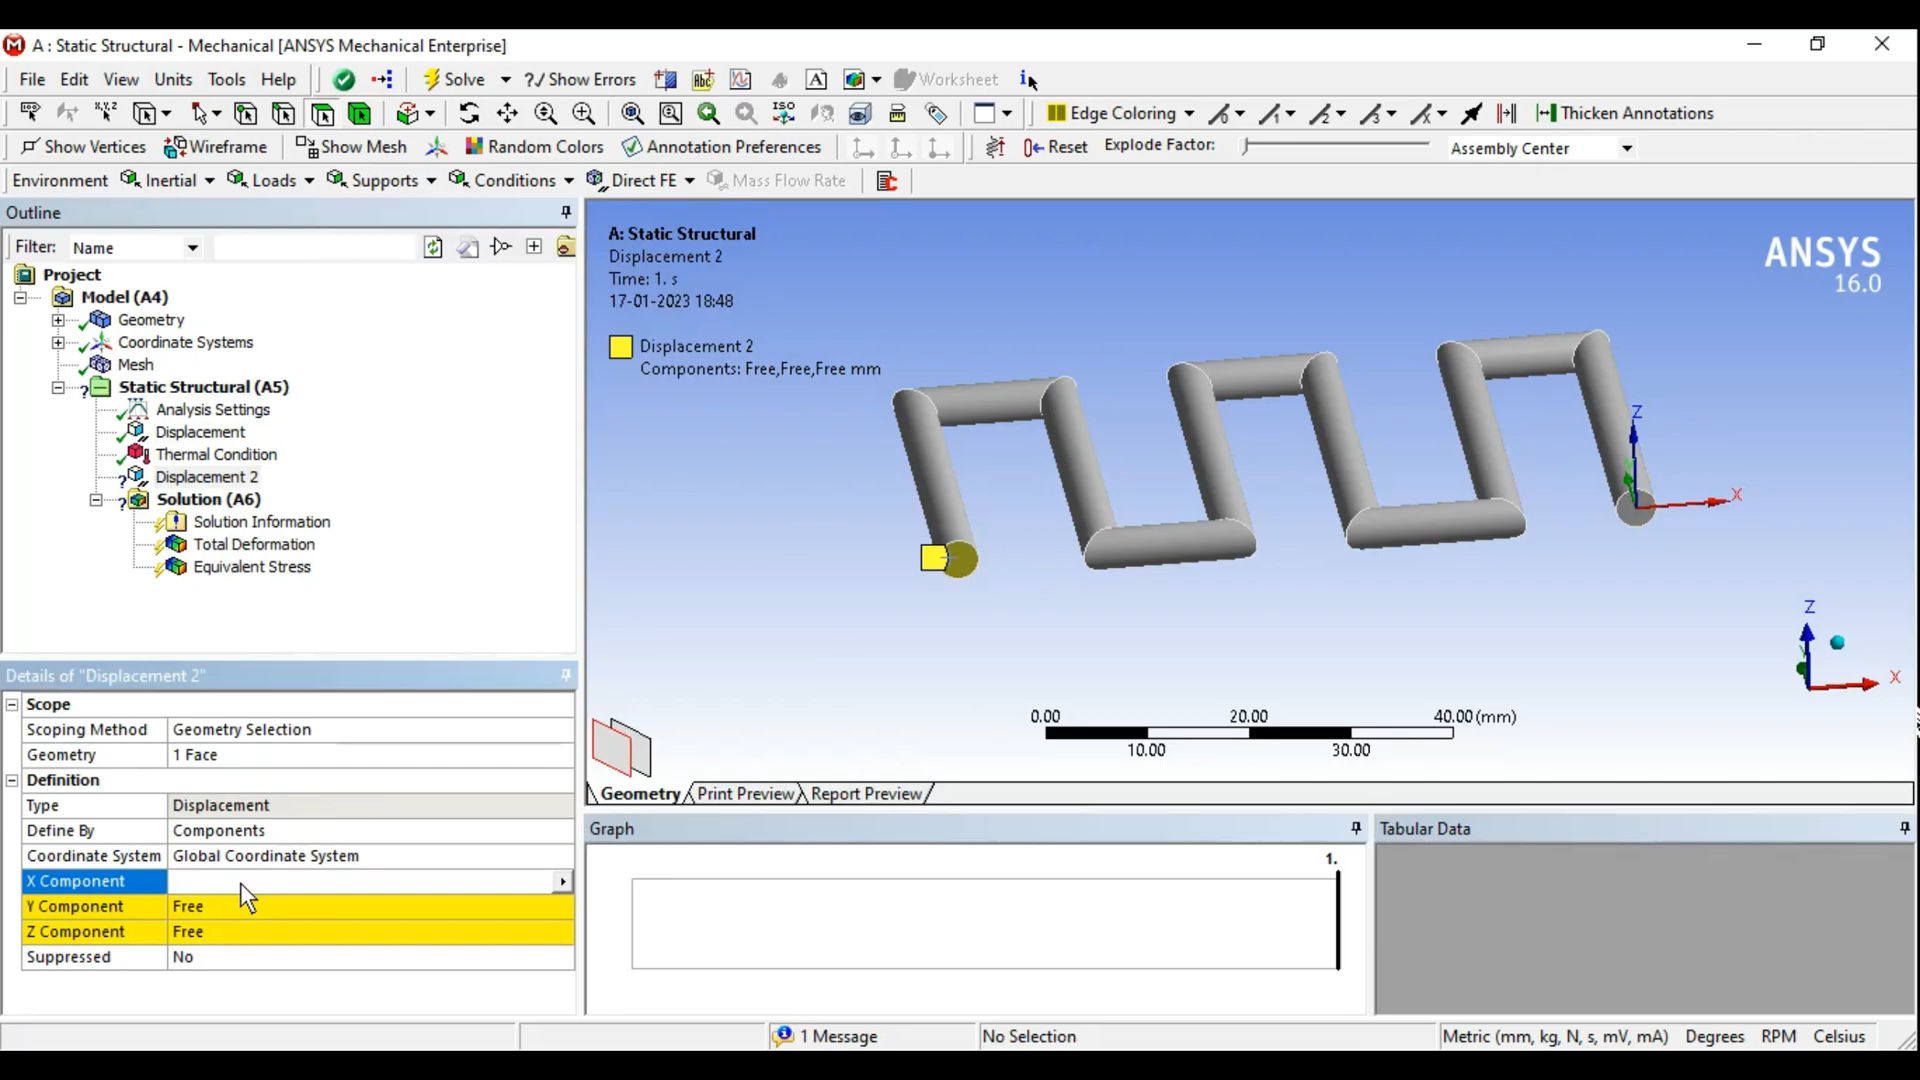 A : Static Structural - Mechanical [ANSYS Mechanical Enterprise]
File Edit View Units Tools Help Solve ?/ Show Errors Worksheet
Edge Coloring Thicken Annotations
Show Vertices Wireframe Show Mesh Random Colors Annotation Preferences Reset Explode Factor: Assembly Center
Environment Inertial Loads Supports Conditions Direct FE Mass Flow Rate
Outline
Filter: Name
Project
Model (A4)
Geometry
Coordinate Systems
Mesh
Static Structural (A5)
Analysis Settings
Displacement
Thermal Condition
Displacement 2
Solution (A6)
Solution Information
Total Deformation
Equivalent Stress
Details of "Displacement 2"
Scope
Scoping Method Geometry Selection
Geometry 1 Face
Definition
Type Displacement
Define By Components
Coordinate System Global Coordinate System
X Component
Y Component Free
Z Component Free
Suppressed No
A: Static Structural
Displacement 2
Time: 1. s
17-01-2023 18:48
Displacement 2
Components: Free,Free,Free mm
ANSYS
16.0
Z
X
Z
X
0.00 20.00 40.00 (mm)
10.00 30.00
Geometry Print Preview Report Preview
Graph
1.
Tabular Data
1 Message No Selection Metric (mm, kg, N, s, mV, mA) Degrees RPM Celsius